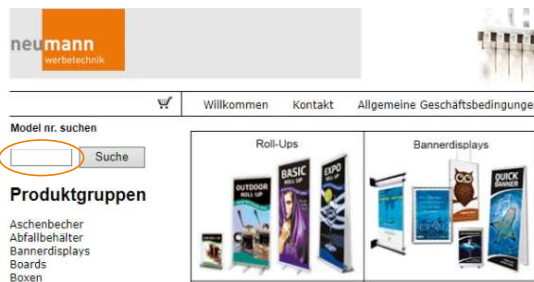 neumann
werbetechnik
Willkommen Kontakt Allgemeine Geschäftsbedingunge
Model nr. suchen
Suche
Produktgruppen
Aschenbecher
Abfallbehälter
Bannerdisplays
Boards
Boxen
Roll-Ups
OUTDOOR
ROLL UP
BASIC
ROLL UP
EXPO
ROLL UP
Bannerdisplays
QUICK
BANNER